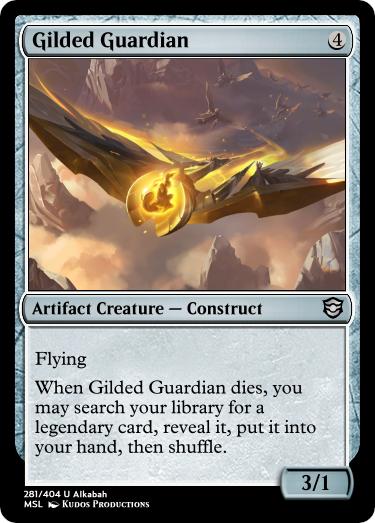 Gilded Guardian 4
Artifact Creature — Construct
Flying
When Gilded Guardian dies, you
may search your library for a
legendary card, reveal it, put it into
your hand, then shuffle.
3/1
281/404 U Alkabah
MSL Kudos Productions